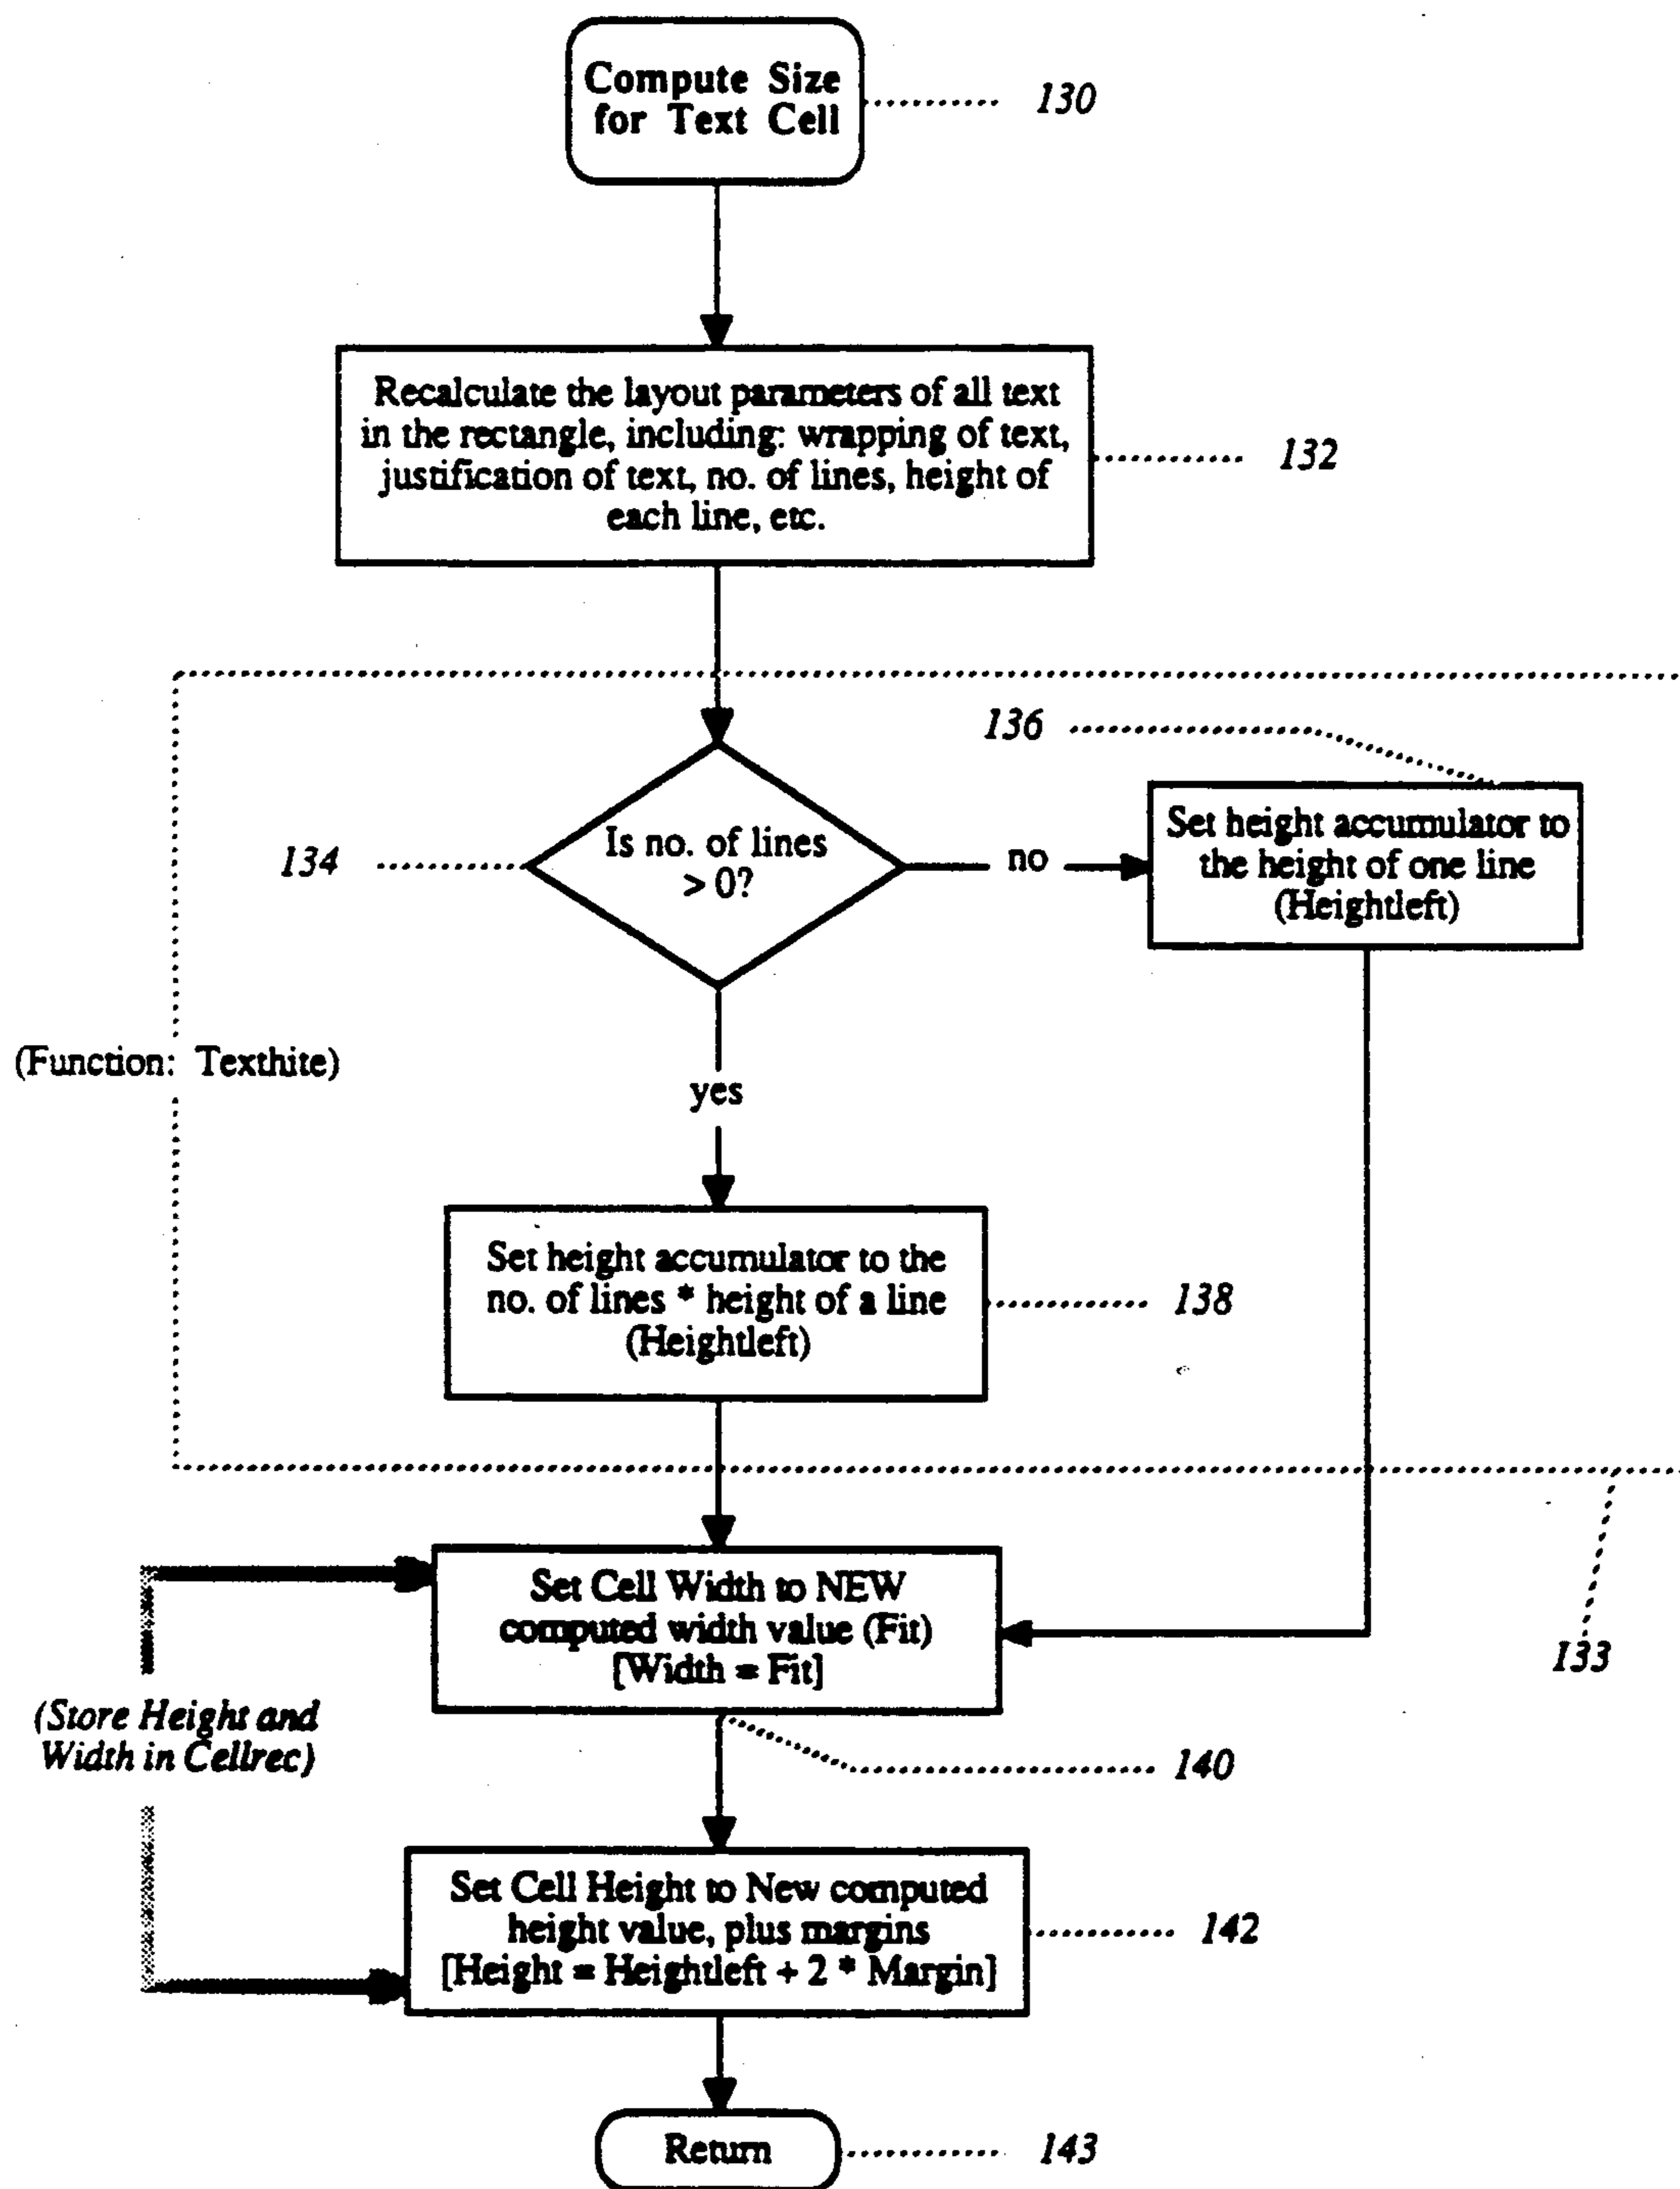 Compute Size
for Text Cell
130
Recalculate the layout parameters of all text
in the rectangle, including: wrapping of text,
justification of text, no. of lines, height of
each line, etc.
132
136
Set height accumulator to
the height of one line
(Heightleft)
134
Is no. of lines
> 0?
no
(Function: Texthite)
yes
Set height accumulator to the
no. of lines * height of a line
(Heightleft)
138
Set Cell Width to NEW
computed width value (Fit)
[Width = Fit]
133
(Store Height and
Width in Cellrec)
140
Set Cell Height to New computed
height value, plus margins
[Height = Heightleft + 2 * Margin]
142
Return
143